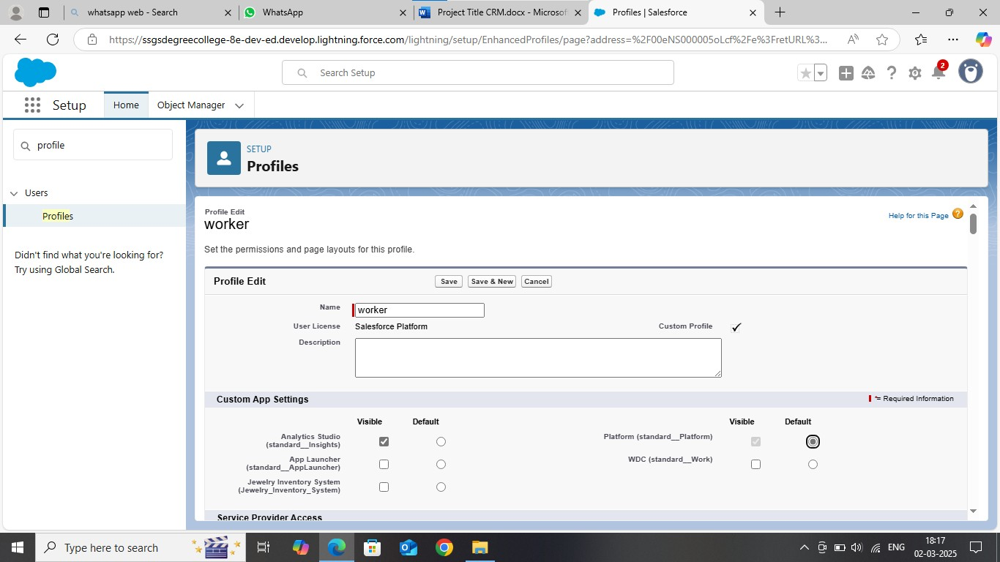 whatsapp web - Search
WhatsApp
Project Title CRM.docx - Microsof
Profiles | Salesforce
https://ssgsdegreecollege-8e-dev-ed.develop.lightning.force.com/lightning/setup/EnhancedProfiles/page?address=%2F00eNS000005oLcf%2Fe%3FretURL%3...
Search Setup
2
Setup
Home
Object Manager
profile
Users
Profiles
Didn't find what you're looking for?
Try using Global Search.
SETUP
Profiles
Profile Edit
worker
Help for this Page
Set the permissions and page layouts for this profile.
Profile Edit
Save
Save & New
Cancel
Name
worker
User License
Salesforce Platform
Custom Profile
Description
Custom App Settings
= Required Information
Visible
Default
Visible
Default
Analytics Studio
(standard__Insights)
Platform (standard__Platform)
App Launcher
(standard__AppLauncher)
WDC (standard__Work)
Jewelry Inventory System
(Jewelry_Inventory_System)
Service Provider Access
Type here to search
ENG
18:17
02-03-2025